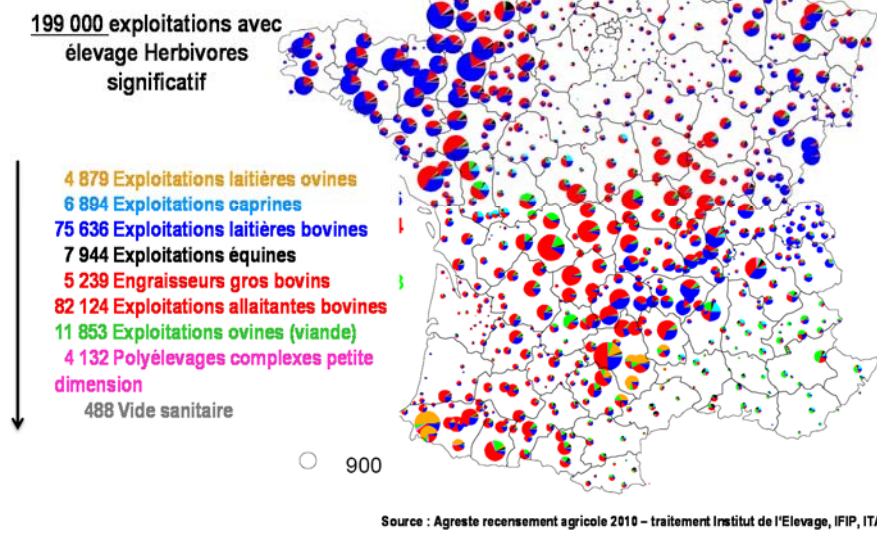 199 000 exploitations avec
élevage Herbivores
significatif
4 879 Exploitations laitières ovines
6 894 Exploitations caprines
75 636 Exploitations laitières bovines
7 944 Exploitations équines
5 239 Engraisseurs gros bovins
82 124 Exploitations allaitantes bovines
11 853 Exploitations ovines (viande)
4 132 Polyélevages complexes petite
dimension
488 Vide sanitaire
900
Source : Agreste recensement agricole 2010 – traitement Institut de l'Elevage, IFIP, ITA